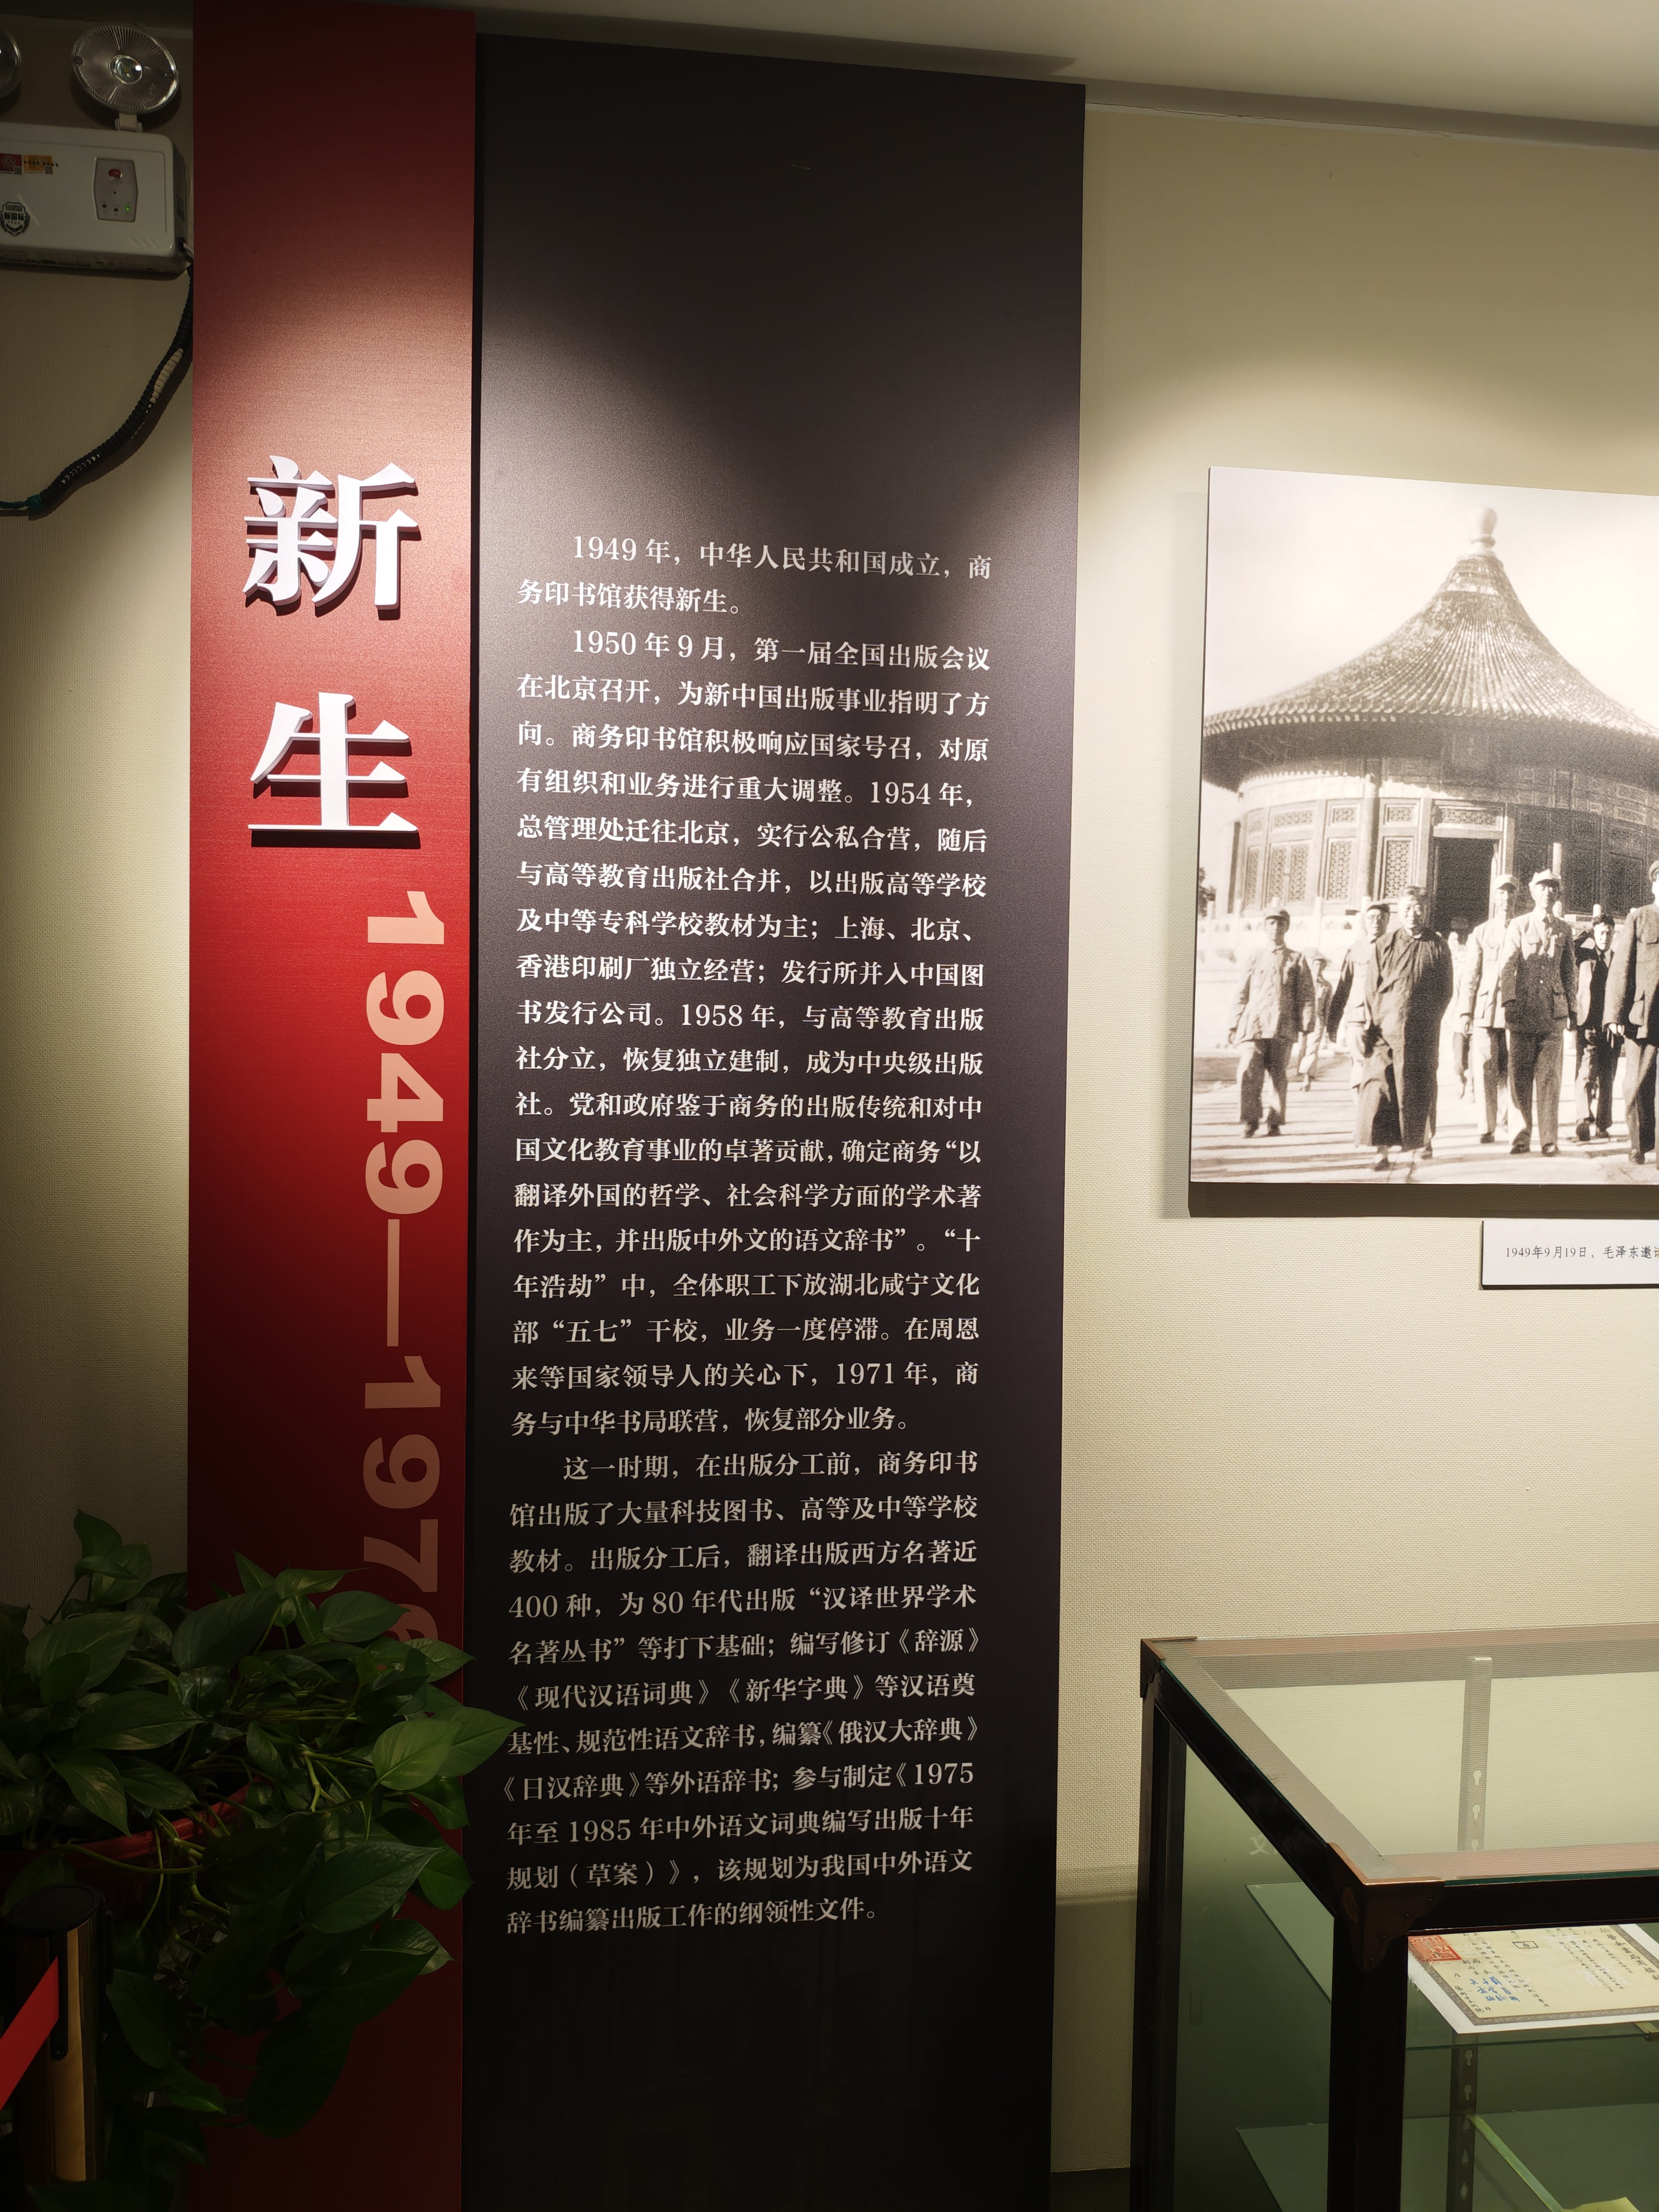 新生
1949—1976
1949 年，中华人民共和国成立，商
务印书馆获得新生。
1950 年 9 月，第一届全国出版会议
在北京召开，为新中国出版事业指明了方
向。商务印书馆积极响应国家号召，对原
有组织和业务进行重大调整。1954 年，
总管理处迁往北京，实行公私合营，随后
与高等教育出版社合并，以出版高等学校
及中等专科学校教材为主；上海、北京、
香港印刷厂独立经营；发行所并入中国图
书发行公司。1958 年，与高等教育出版
社分立，恢复独立建制，成为中央级出版
社。党和政府鉴于商务的出版传统和对中
国文化教育事业的卓著贡献，确定商务“以
翻译外国的哲学、社会科学方面的学术著
作为主，并出版中外文的语文辞书”。“十
年浩劫”中，全体职工下放湖北咸宁文化
部“五七”干校，业务一度停滞。在周恩
来等国家领导人的关心下，1971 年，商
务与中华书局联营，恢复部分业务。
这一时期，在出版分工前，商务印书
馆出版了大量科技图书、高等及中等学校
教材。出版分工后，翻译出版西方名著近
400 种，为 80 年代出版“汉译世界学术
名著丛书”等打下基础；编写修订《辞源》
《现代汉语词典》《新华字典》等汉语奠
基性、规范性语文辞书，编纂《俄汉大辞典》
《日汉辞典》等外语辞书；参与制定《1975
年至 1985 年中外语文词典编写出版十年
规划（草案）》，该规划为我国中外语文
辞书编纂出版工作的纲领性文件。
1949年9月19日，毛泽东邀